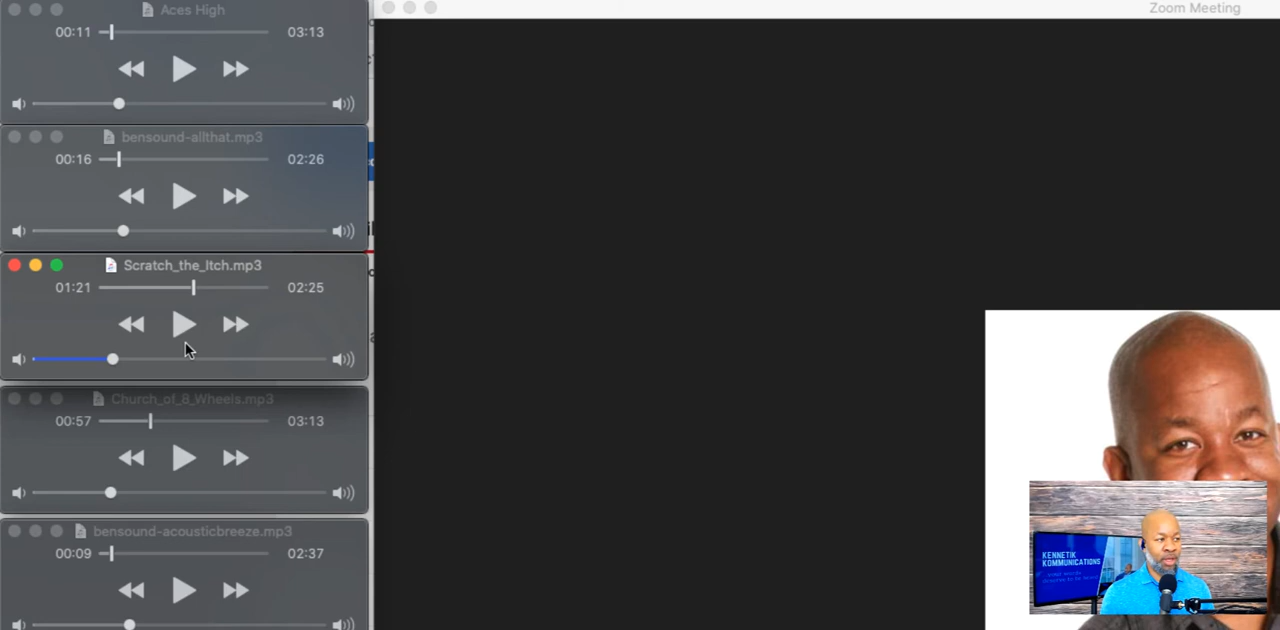 Aces High
00:11 03:13
bensound-allthat.mp3
00:16 02:26
Scratch_the_Itch.mp3
01:21 02:25
Church_of_8_Wheels.mp3
00:57 03:13
bensound-acousticbreeze.mp3
00:09 02:37
Zoom Meeting
KENNETIK
KOMMUNICATIONS